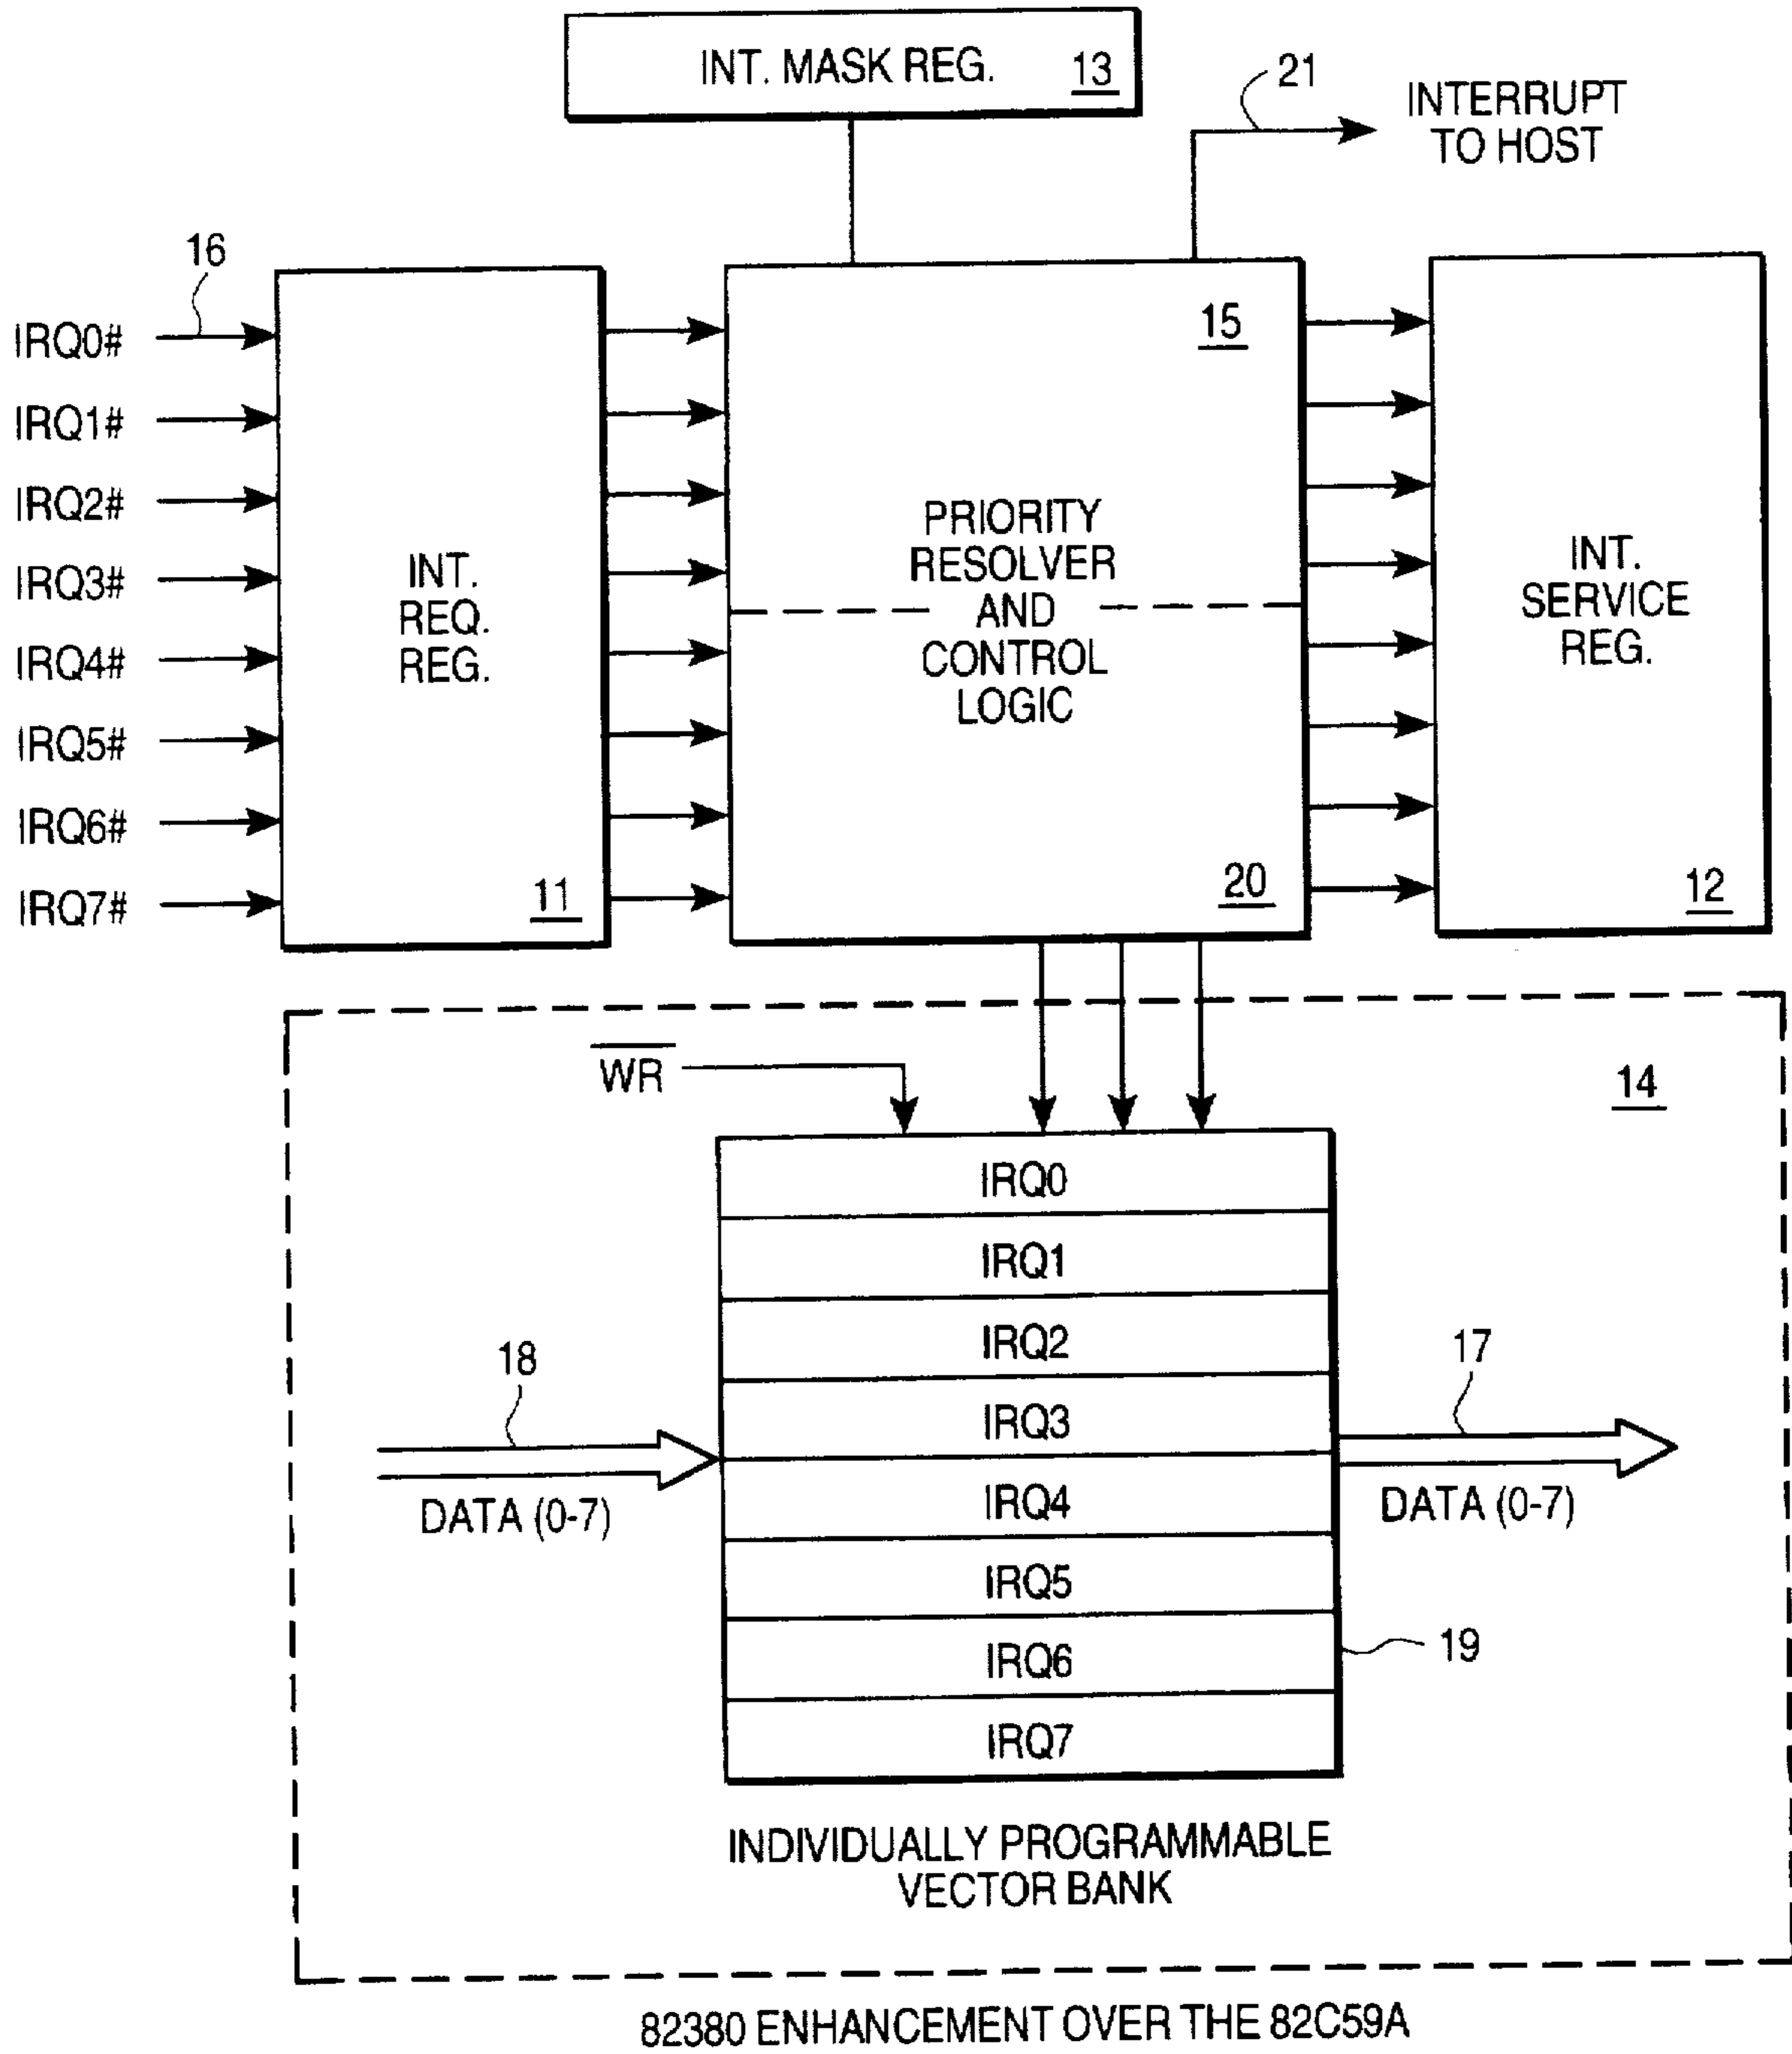 INT. MASK REG. 13
21
INTERRUPT
TO HOST
16
IRQ0#
IRQ1#
IRQ2#
IRQ3#
IRQ4#
IRQ5#
IRQ6#
IRQ7#
INT.
REQ.
REG.
11
15
PRIORITY
RESOLVER
AND
CONTROL
LOGIC
20
INT.
SERVICE
REG.
12
WR
14
IRQ0
IRQ1
IRQ2
IRQ3
IRQ4
IRQ5
IRQ6
IRQ7
18
DATA (0-7)
17
DATA (0-7)
19
INDIVIDUALLY PROGRAMMABLE
VECTOR BANK
82380 ENHANCEMENT OVER THE 82C59A